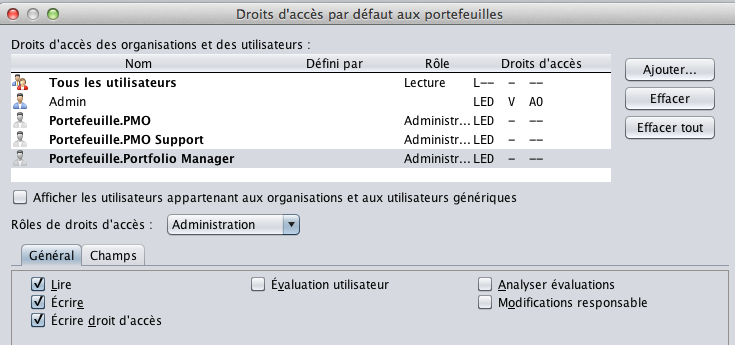 Droits d'accès par défaut aux portefeuilles
Droits d'accès des organisations et des utilisateurs :
Nom Défini par Rôle Droits d'accès
Tous les utilisateurs Lecture L–– – ––
Admin LED V AO
Portefeuille.PMO Administr... LED – ––
Portefeuille.PMO Support Administr... LED – ––
Portefeuille.Portfolio Manager Administr... LED – ––
Ajouter...
Effacer
Effacer tout
Afficher les utilisateurs appartenant aux organisations et aux utilisateurs génériques
Rôles de droits d'accès : Administration
Général Champs
Lire Évaluation utilisateur Analyser évaluations
Écrire Modifications responsable
Écrire droit d'accès